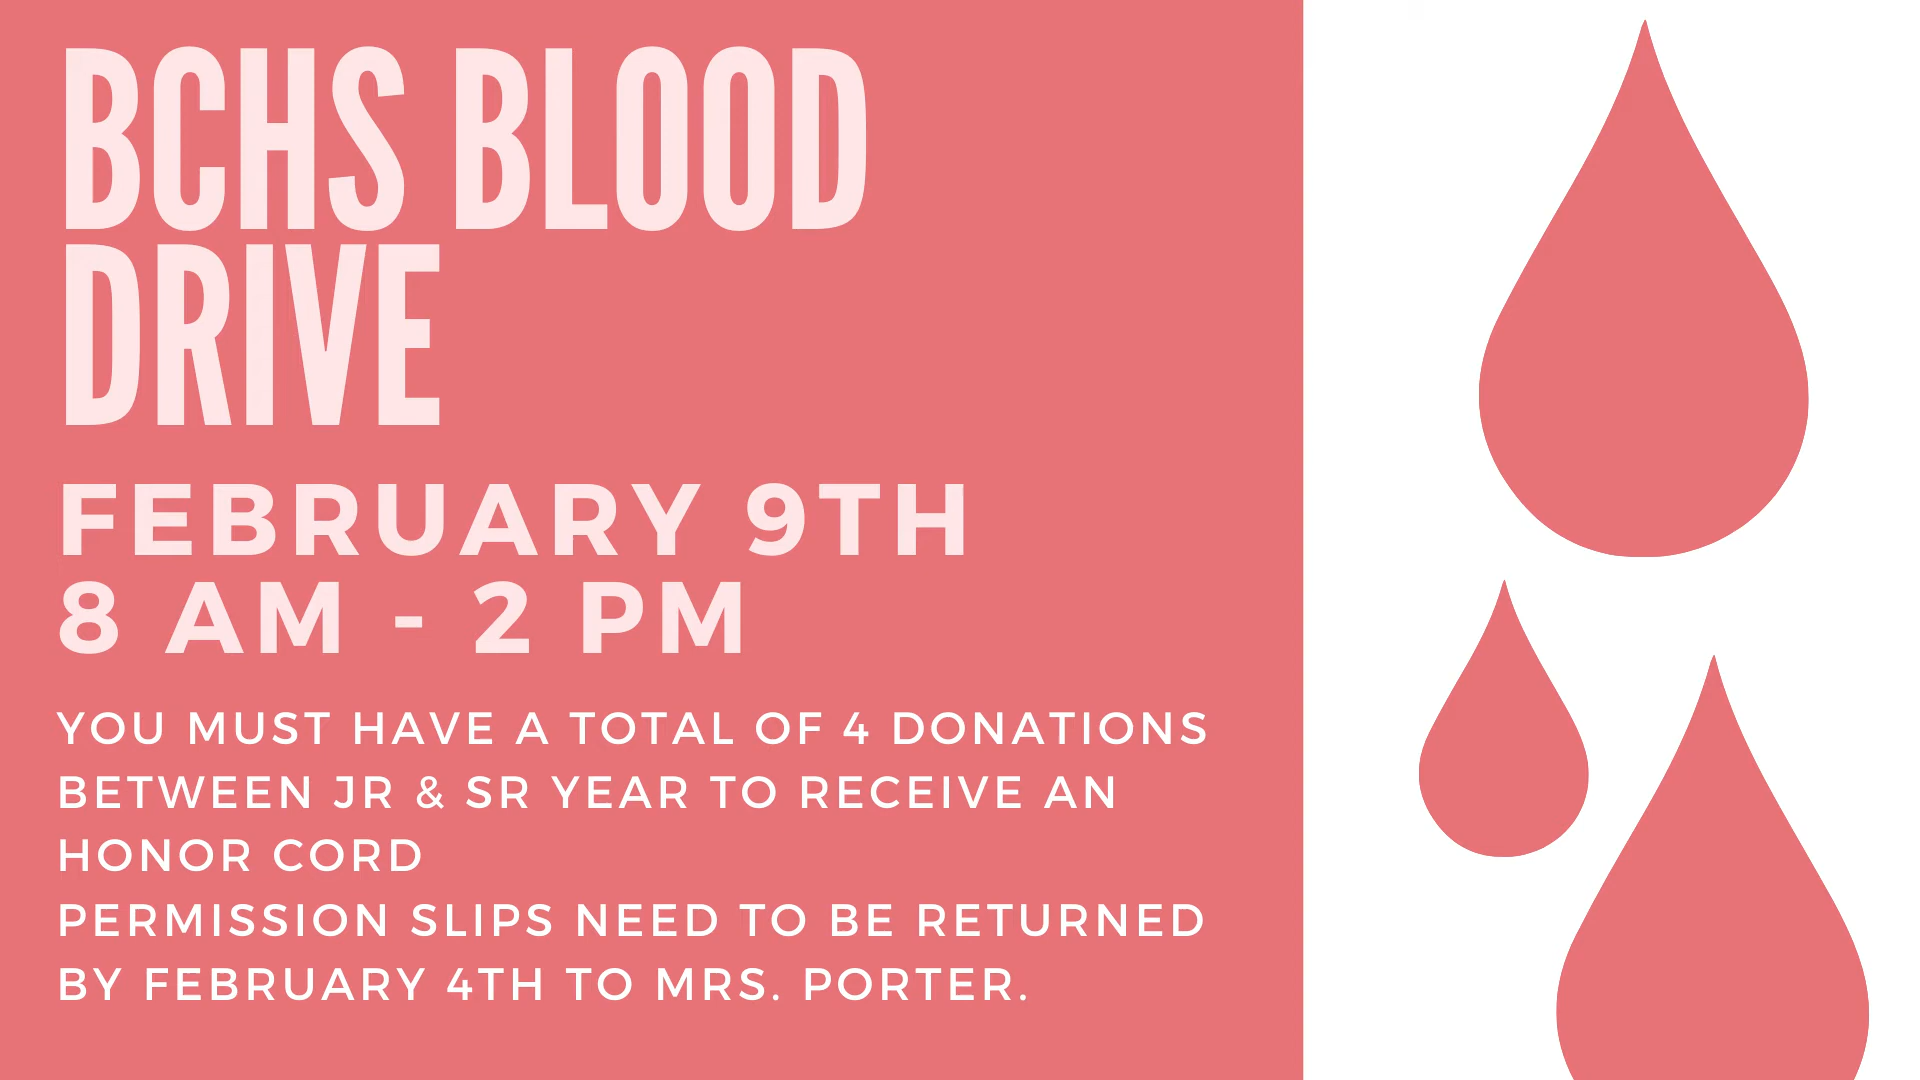 BCHS BLOOD
DRIVE
FEBRUARY 9TH
8 AM - 2 PM
YOU MUST HAVE A TOTAL OF 4 DONATIONS
BETWEEN JR & SR YEAR TO RECEIVE AN
HONOR CORD
PERMISSION SLIPS NEED TO BE RETURNED
BY FEBRUARY 4TH TO MRS. PORTER.